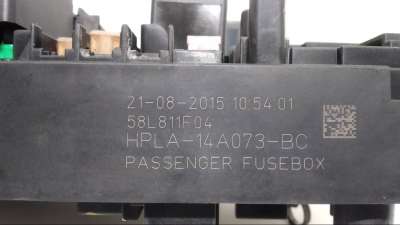 21-08-2015 10:54:01
58L811F04
HPLA-14A073-BC
PASSENGER FUSEBOX